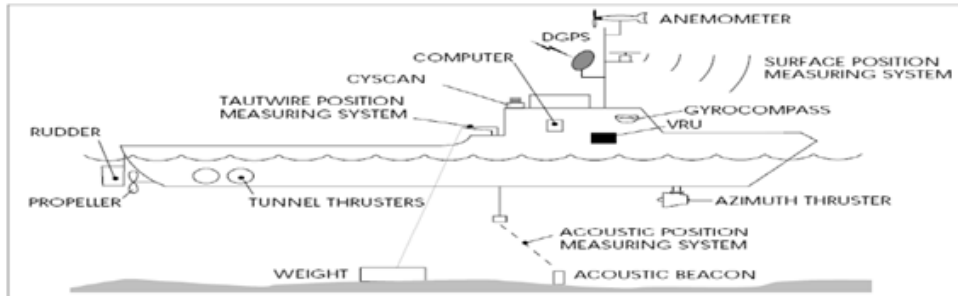 ANEMOMETER
DGPS
COMPUTER
SURFACE POSITION
MEASURING SYSTEM
CYSCAN
TAUTWIRE POSITION
MEASURING SYSTEM
GYROCOMPASS
VRU
RUDDER
PROPELLER
TUNNEL THRUSTERS
AZIMUTH THRUSTER
ACOUSTIC POSITION
MEASURING SYSTEM
WEIGHT
ACOUSTIC BEACON